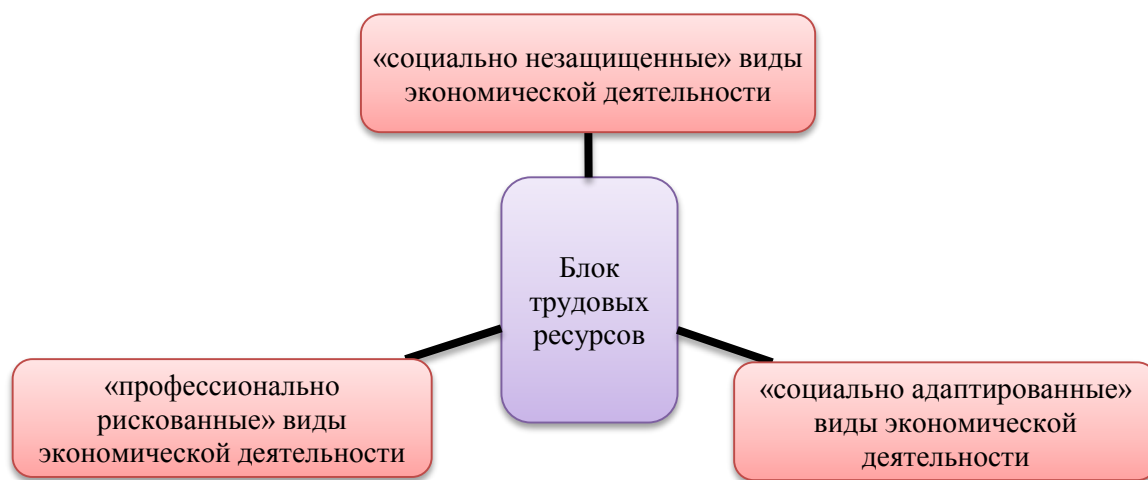 «социально незащищенные» виды
экономической деятельности
Блок
трудовых
ресурсов
«профессионально
рискованные» виды
экономической деятельности
«социально адаптированные»
виды экономической
деятельности